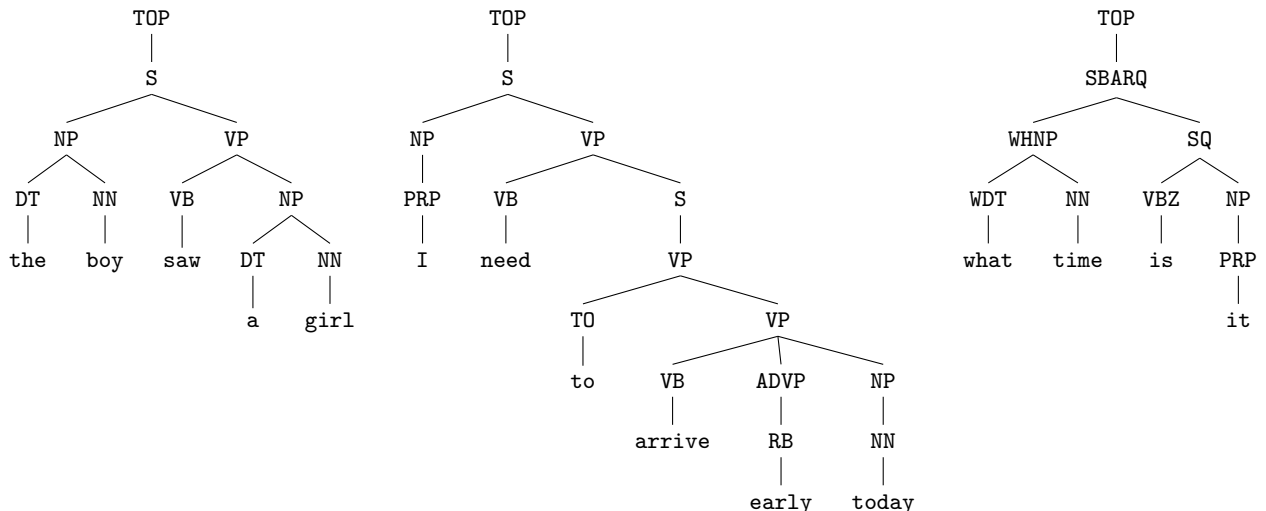 TOP TOP TOP
S S SBARQ
NP VP NP VP WHNP SQ
DT NN VB NP PRP VB S WDT NN VBZ NP
the boy saw DT NN I need VP what time is PRP
a girl TO VP it
to VB ADVP NP
arrive RB NN
early today